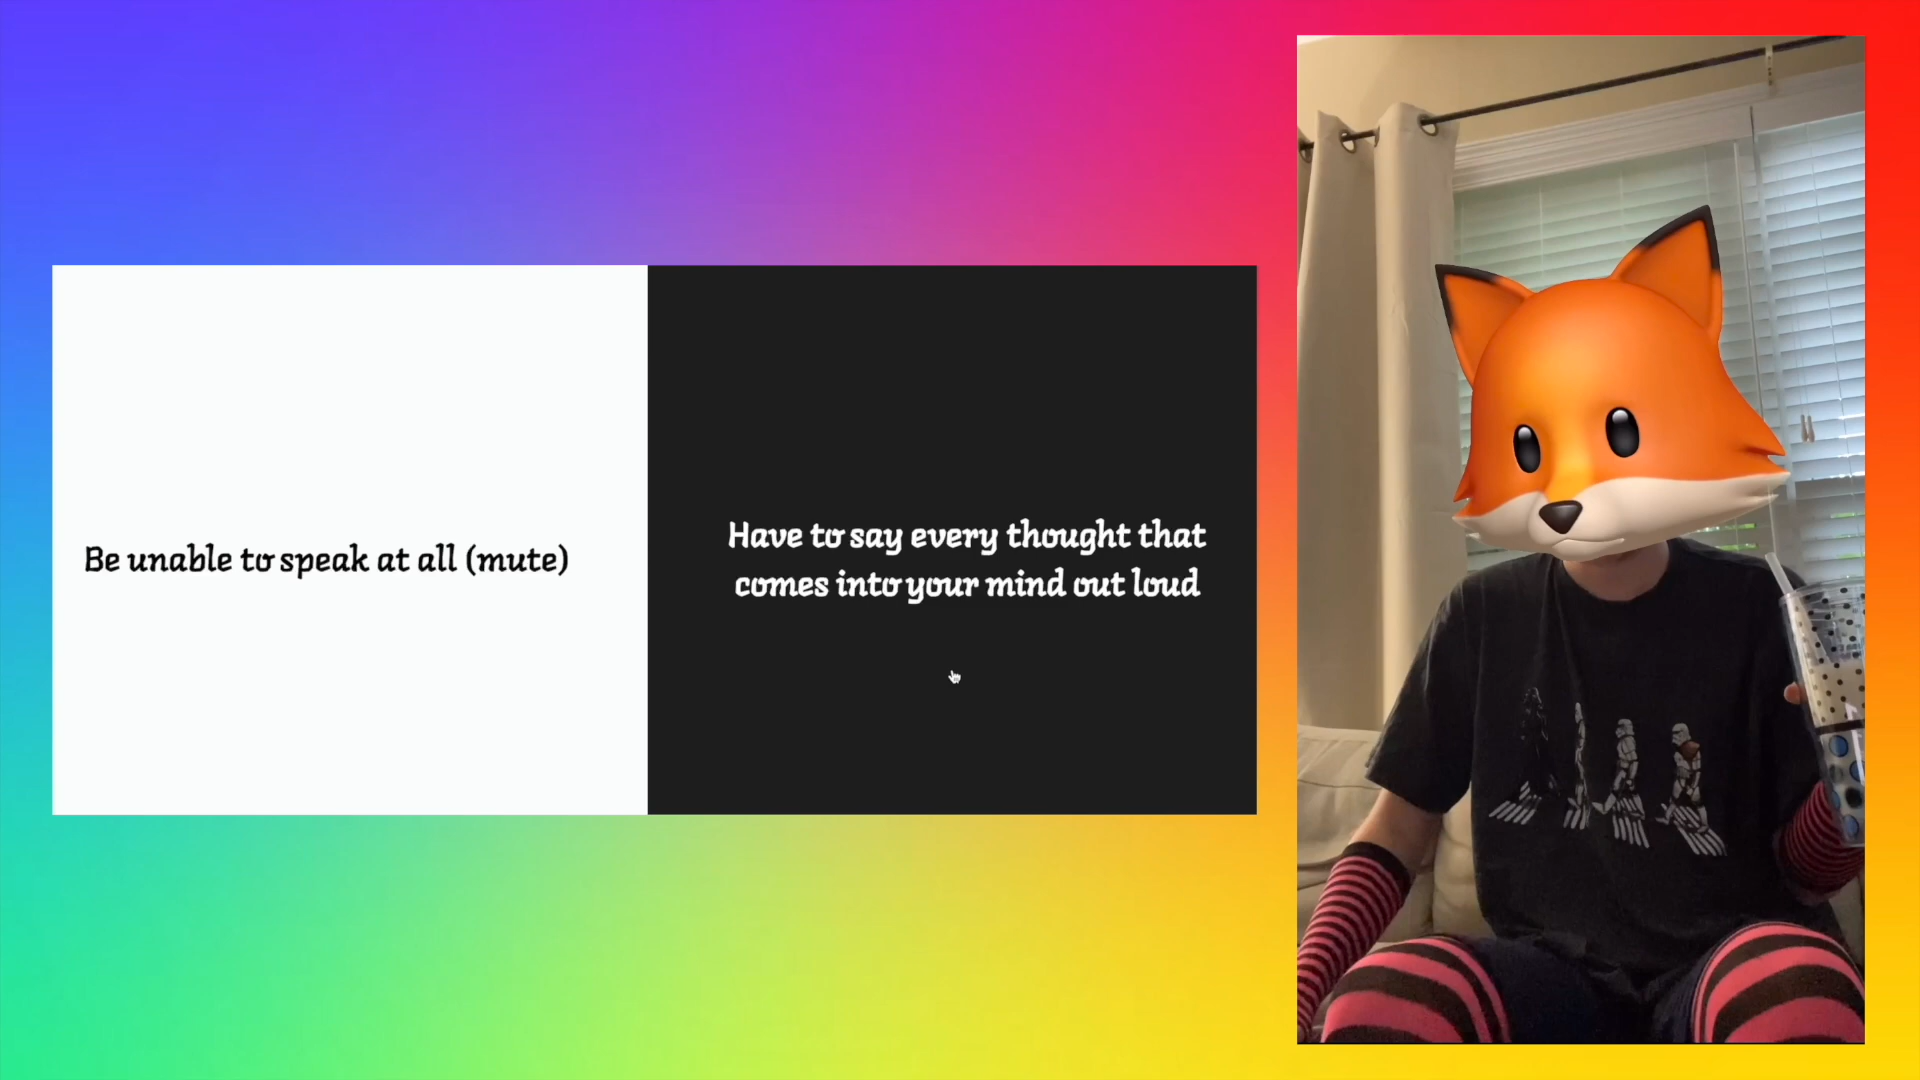 Be unable to speak at all (mute)
Have to say every thought that
comes into your mind out loud